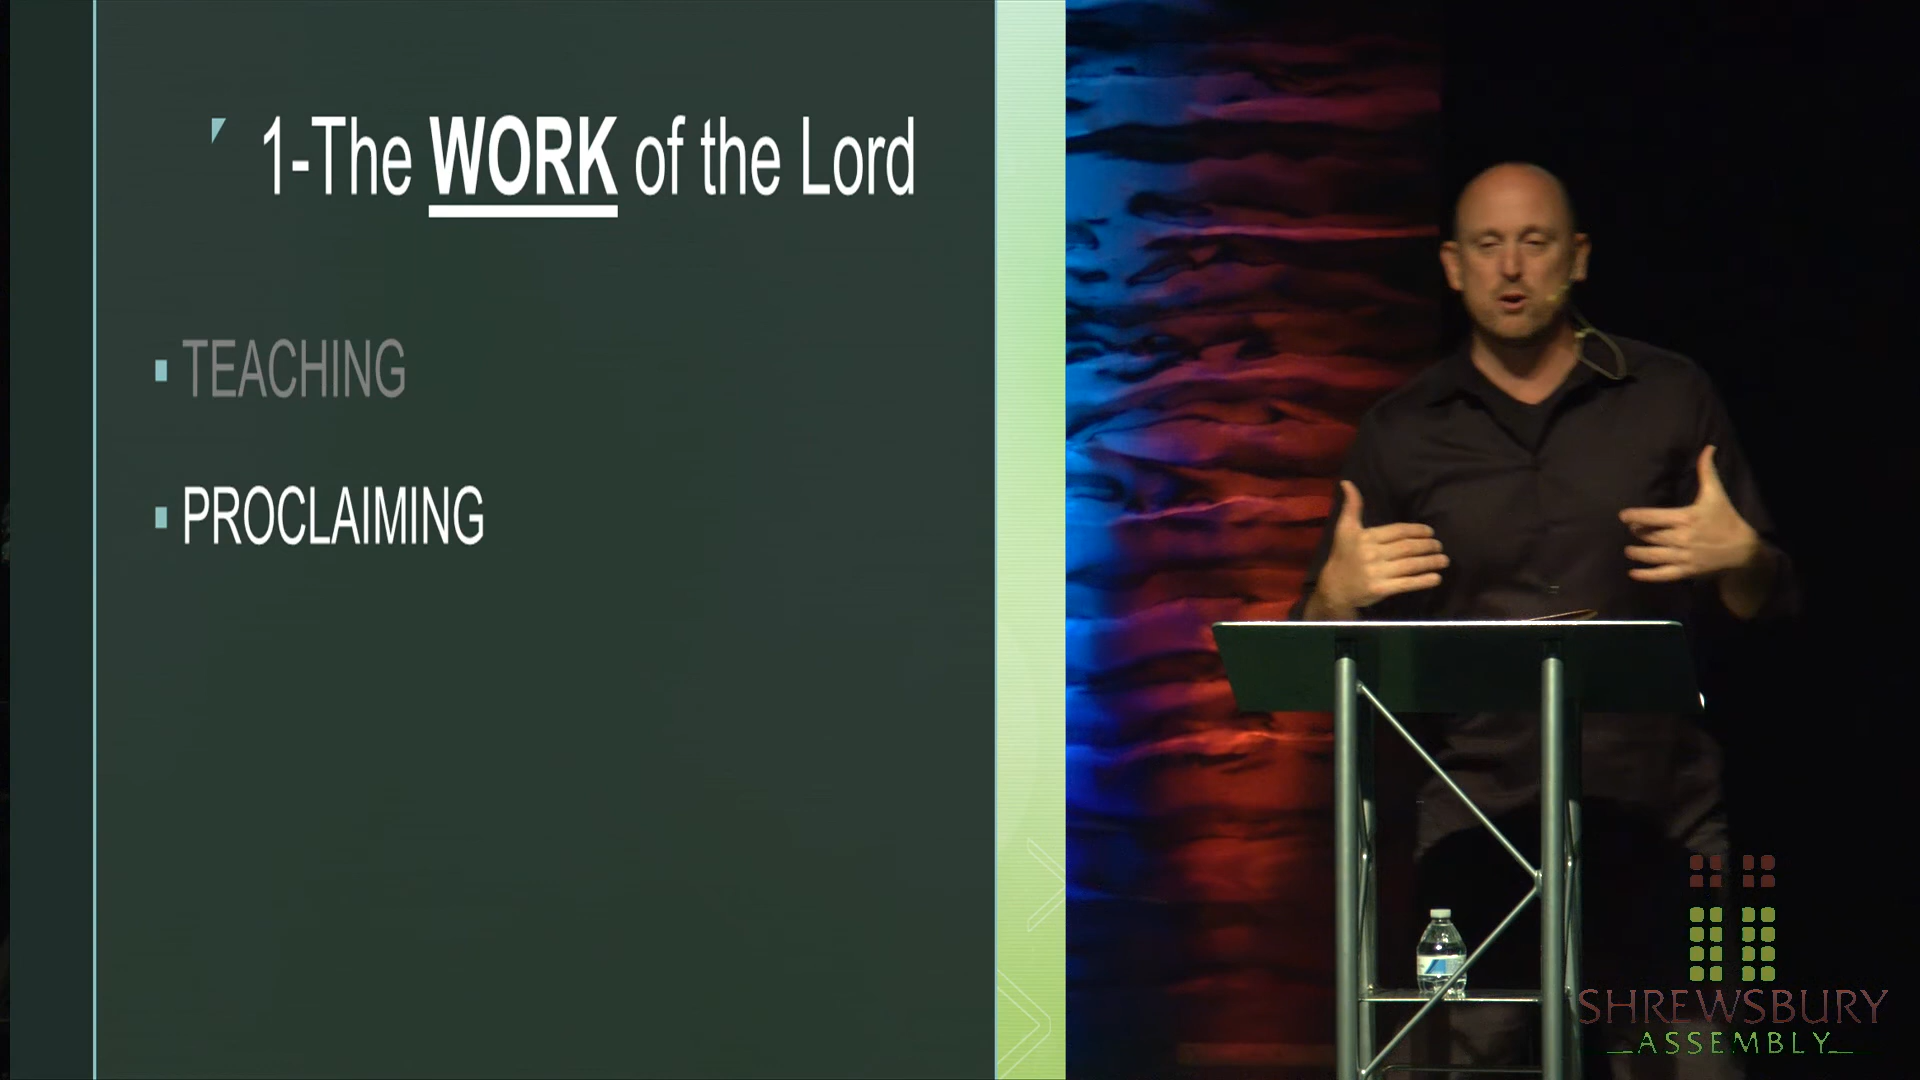 1-The WORK of the Lord
TEACHING
PROCLAIMING
SHREWSBURY
ASSEMBLY